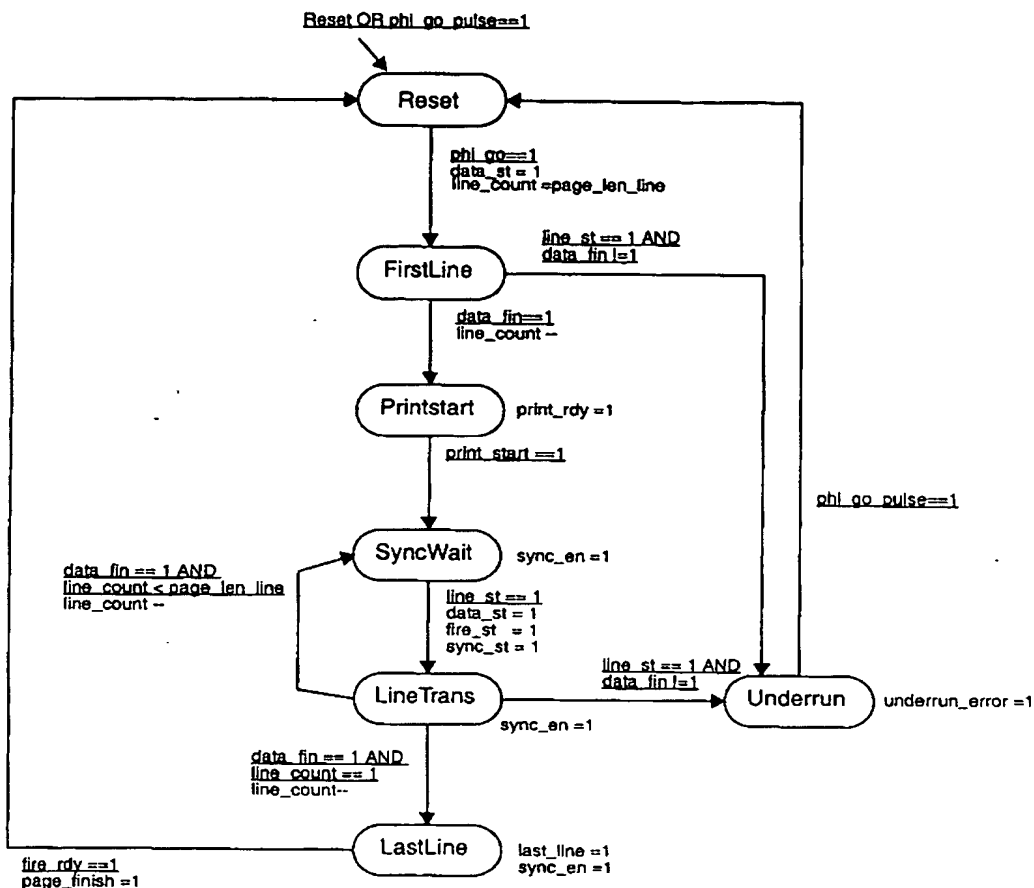 Reset OR phi_go_pulse==1
Reset
phi_go==1
data_st = 1
line_count =page_len_line
FirstLine
line_st == 1 AND
data_fin !=1
data_fin==1
line_count --
Printstart
print_rdy =1
print_start ==1
phi_go_pulse==1
SyncWait
sync_en =1
data_fin == 1 AND
line_count < page_len_line
line_count --
line_st == 1
data_st = 1
fire_st = 1
sync_st = 1
LineTrans
sync_en =1
line_st == 1 AND
data_fin !=1
Underrun
underrun_error =1
data_fin == 1 AND
line_count == 1
line_count--
LastLine
last_line =1
sync_en =1
fire_rdy ==1
page_finish =1